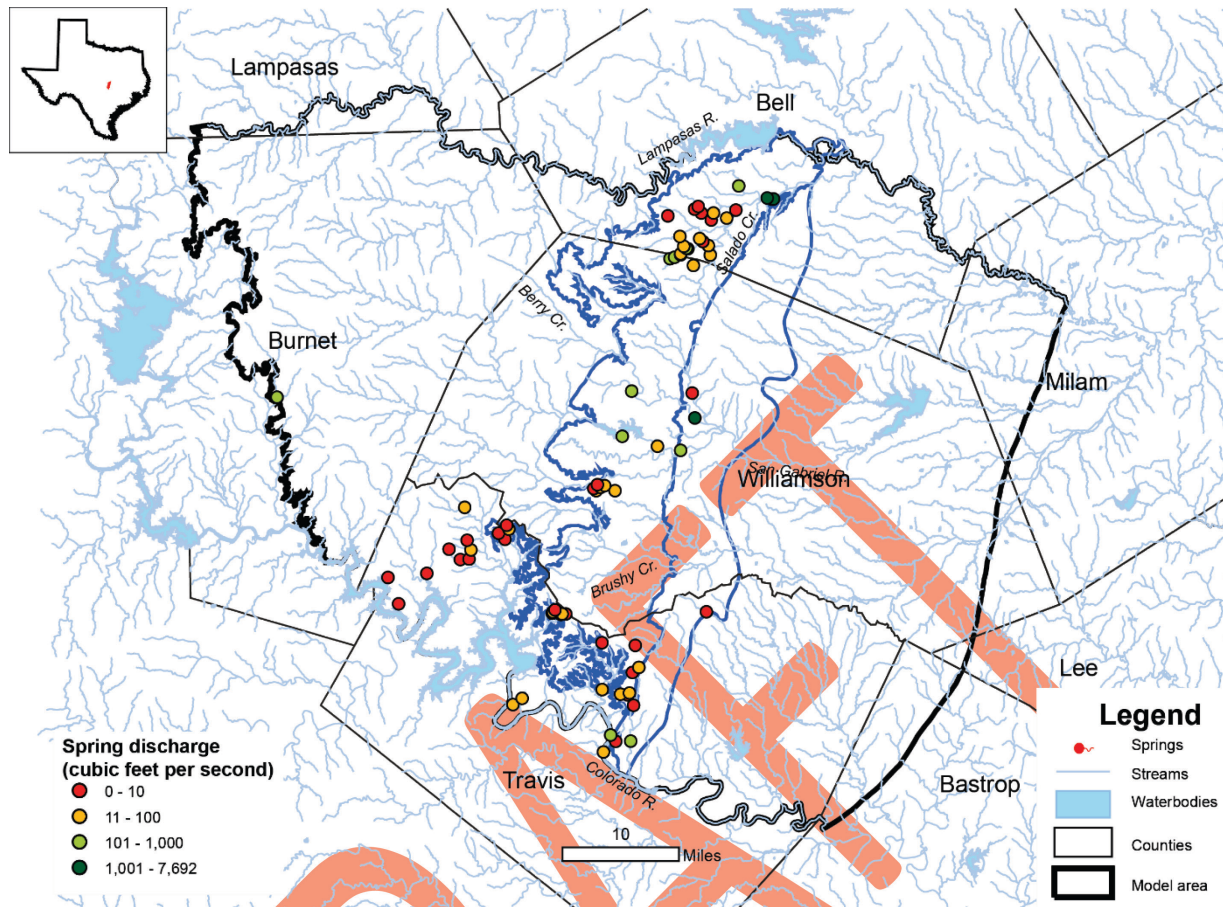 Lampasas
Bell
Lampasas R.
Salado Cr.
Berry Cr.
Burnet
Milam
San Gabriel R.
Williamson
Brushy Cr.
Lee
Travis
Colorado R.
Bastrop
10
Miles
Spring discharge
(cubic feet per second)
0 - 10
11 - 100
101 - 1,000
1,001 - 7,692
Legend
Springs
Streams
Waterbodies
Counties
Model area